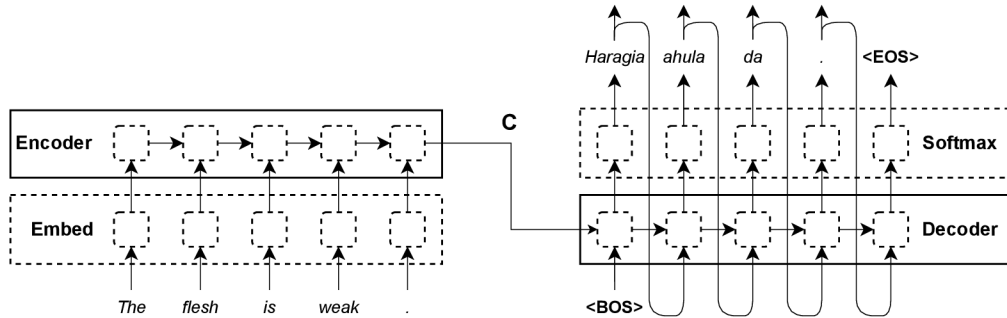 Haragia ahula da . <EOS>
Encoder
C
Softmax
Embed
Decoder
The flesh is weak .
<BOS>